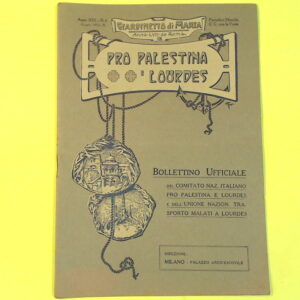 GIARDINETTO di MARIA
PRO PALESTINA
E LOURDES
BOLLETTINO UFFICIALE
DEL COMITATO NAZ. ITALIANO
PRO PALESTINA E LOURDES
E DELL'UNIONE NAZION. TRA-
SPORTO MALATI A LOURDES
DIREZIONE:
MILANO - PALAZZO ARCIVESCOVILE